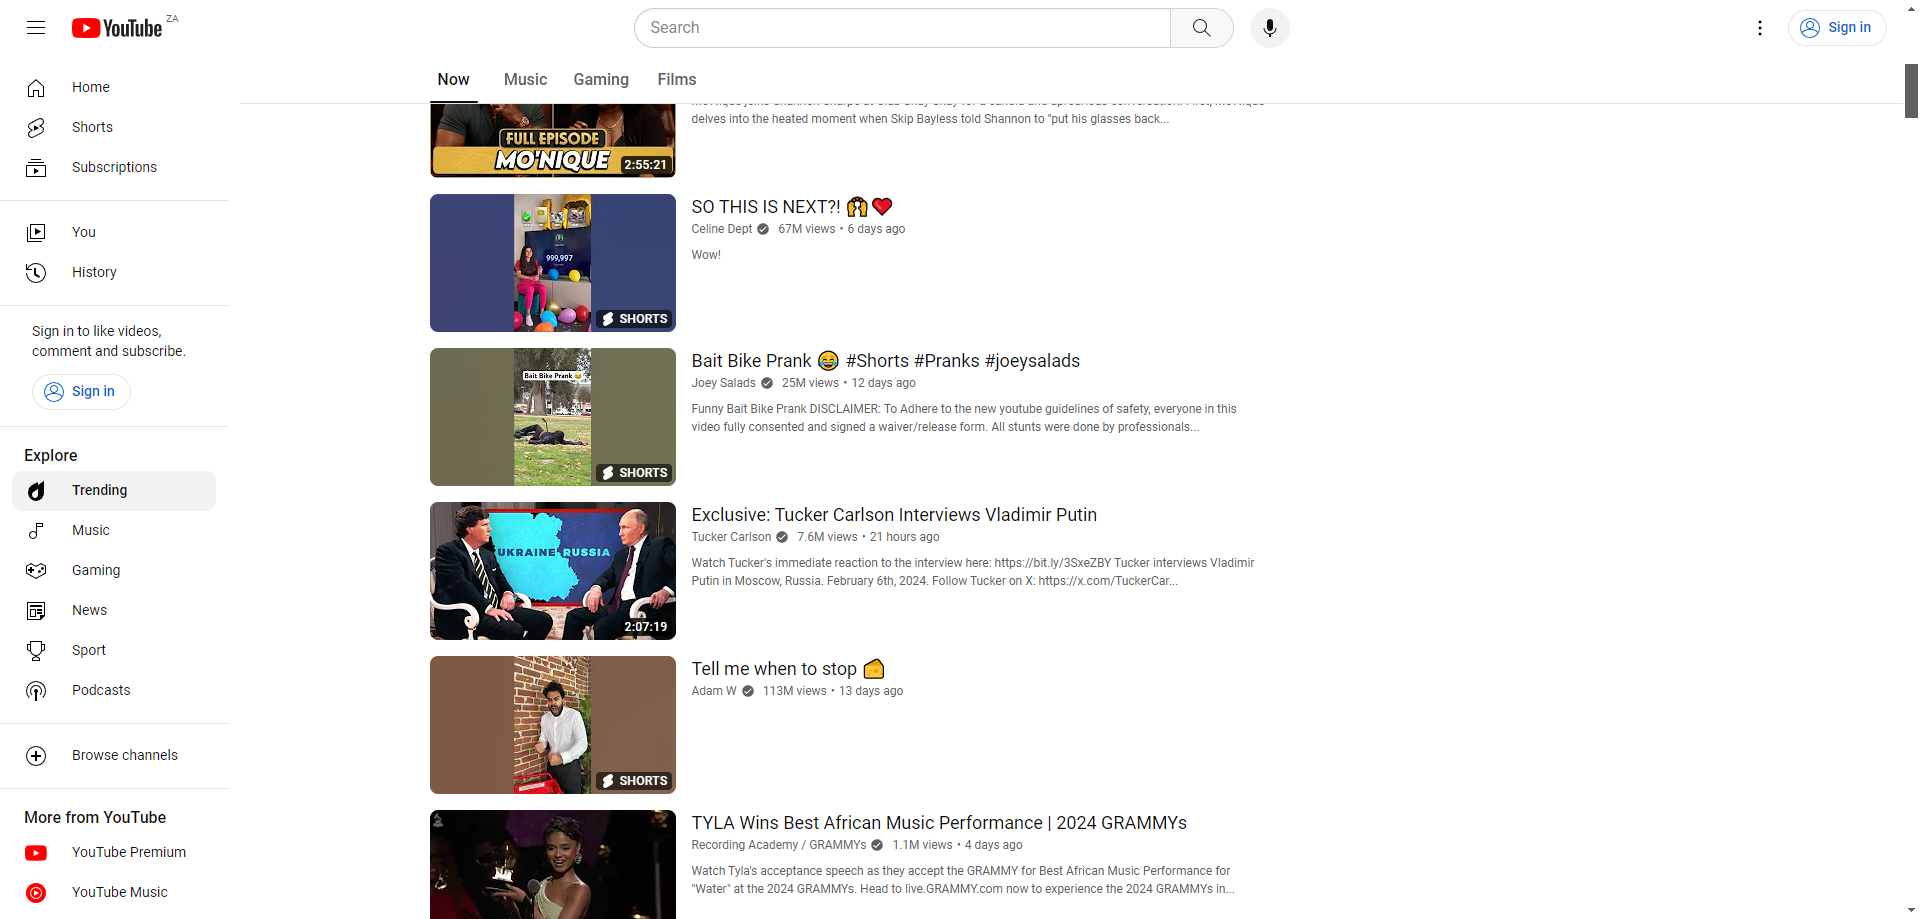 YouTube ZA
Search
Sign in
Home
Shorts
Subscriptions
You
History
Sign in to like videos,
comment and subscribe.
Sign in
Explore
Trending
Music
Gaming
News
Sport
Podcasts
Browse channels
More from YouTube
YouTube Premium
YouTube Music
Now
Music
Gaming
Films
FULL EPISODE
MO'NIQUE
2:55:21
delves into the heated moment when Skip Bayless told Shannon to "put his glasses back...
999,997
SHORTS
SO THIS IS NEXT?! 🙌❤️
Celine Dept 67M views • 6 days ago
Wow!
Bait Bike Prank 😂
SHORTS
Bait Bike Prank 😂 #Shorts #Pranks #joeysalads
Joey Salads 25M views • 12 days ago
Funny Bait Bike Prank DISCLAIMER: To Adhere to the new youtube guidelines of safety, everyone in this
video fully consented and signed a waiver/release form. All stunts were done by professionals...
UKRAINE RUSSIA
2:07:19
Exclusive: Tucker Carlson Interviews Vladimir Putin
Tucker Carlson 7.6M views • 21 hours ago
Watch Tucker's immediate reaction to the interview here: https://bit.ly/3SxeZBY Tucker interviews Vladimir
Putin in Moscow, Russia. February 6th, 2024. Follow Tucker on X: https://x.com/TuckerCar...
SHORTS
Tell me when to stop 🧀
Adam W 113M views • 13 days ago
TYLA Wins Best African Music Performance | 2024 GRAMMYs
Recording Academy / GRAMMYs 1.1M views • 4 days ago
Watch Tyla's acceptance speech as they accept the GRAMMY for Best African Music Performance for
"Water" at the 2024 GRAMMYs. Head to live.GRAMMY.com now to experience the 2024 GRAMMYs in...